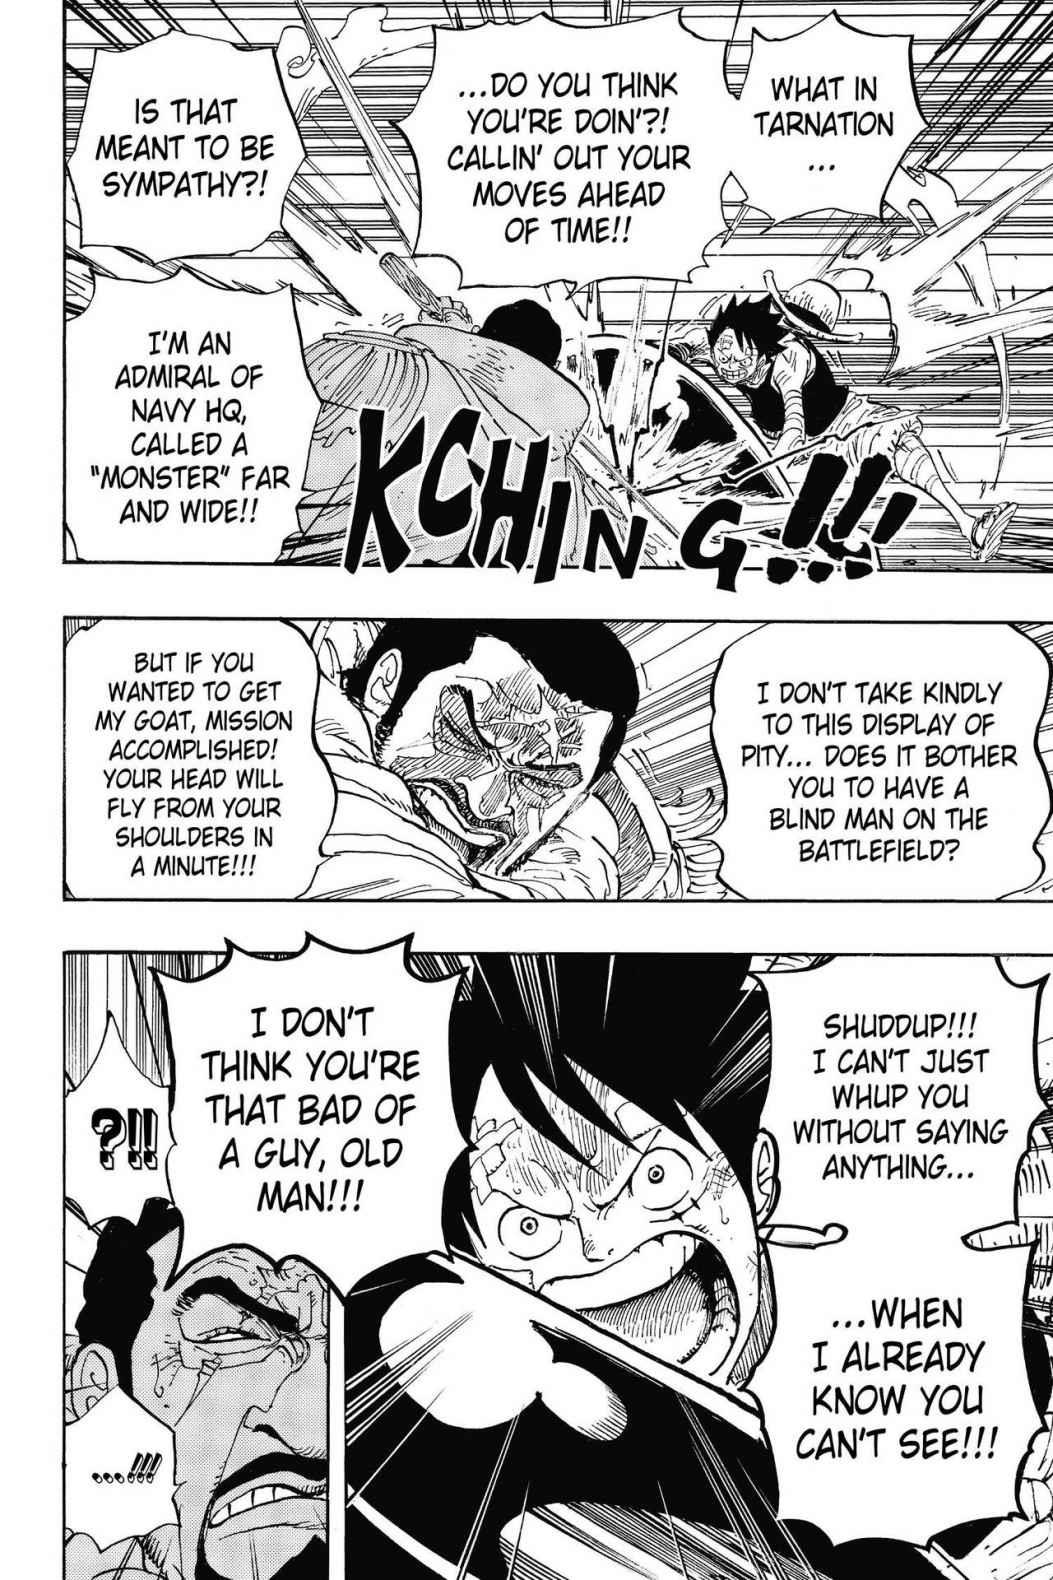 WHAT IN
TARNATION
...
...DO YOU THINK
YOU'RE DOIN'?!
CALLIN' OUT YOUR
MOVES AHEAD
OF TIME!!
IS THAT
MEANT TO BE
SYMPATHY?!
I'M AN
ADMIRAL OF
NAVY HQ,
CALLED A
"MONSTER" FAR
AND WIDE!!
KCHING!!!
I DON'T TAKE KINDLY
TO THIS DISPLAY OF
PITY... DOES IT BOTHER
YOU TO HAVE A
BLIND MAN ON THE
BATTLEFIELD?
BUT IF YOU
WANTED TO GET
MY GOAT, MISSION
ACCOMPLISHED!
YOUR HEAD WILL
FLY FROM YOUR
SHOULDERS IN
A MINUTE!!!
SHUDDUP!!!
I CAN'T JUST
WHUP YOU
WITHOUT SAYING
ANYTHING...
...WHEN
I ALREADY
KNOW YOU
CAN'T SEE!!!
I DON'T
THINK YOU'RE
THAT BAD OF
A GUY, OLD
MAN!!!
?!!
...!!!